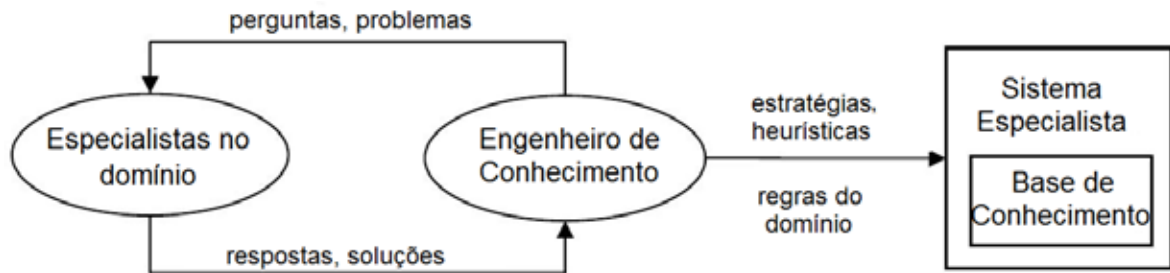 perguntas, problemas
Especialistas no
domínio
Engenheiro de
Conhecimento
respostas, soluções
estratégias,
heurísticas
regras do
domínio
Sistema
Especialista
Base de
Conhecimento